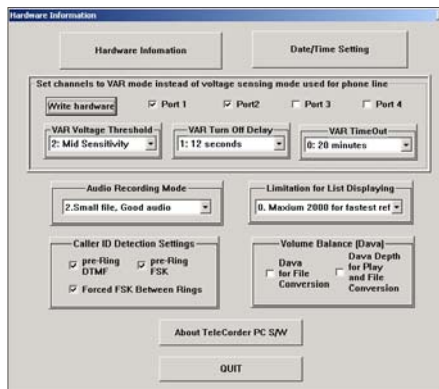 Hardware Information
Hardware Infomation
Date/Time Setting
Set channels to VAR mode instead of voltage sensing mode used for phone line
Write hardware
Port 1
Port2
Port 3
Port 4
VAR Voltage Threshold
VAR Turn Off Delay
VAR TimeOut
2: Mid Sensitivity
1: 12 seconds
0: 20 minutes
Audio Recording Mode
Limitation for List Displaying
2.Small file, Good audio
0. Maxium 2000 for fastest ref
Caller ID Detection Settings
Volume Balance (Dava)
pre-Ring DTMF
pre-Ring FSK
Forced FSK Between Rings
Dava for File Conversion
Dava Depth for Play and File Conversion
About TeleCorder PC S/W
QUIT